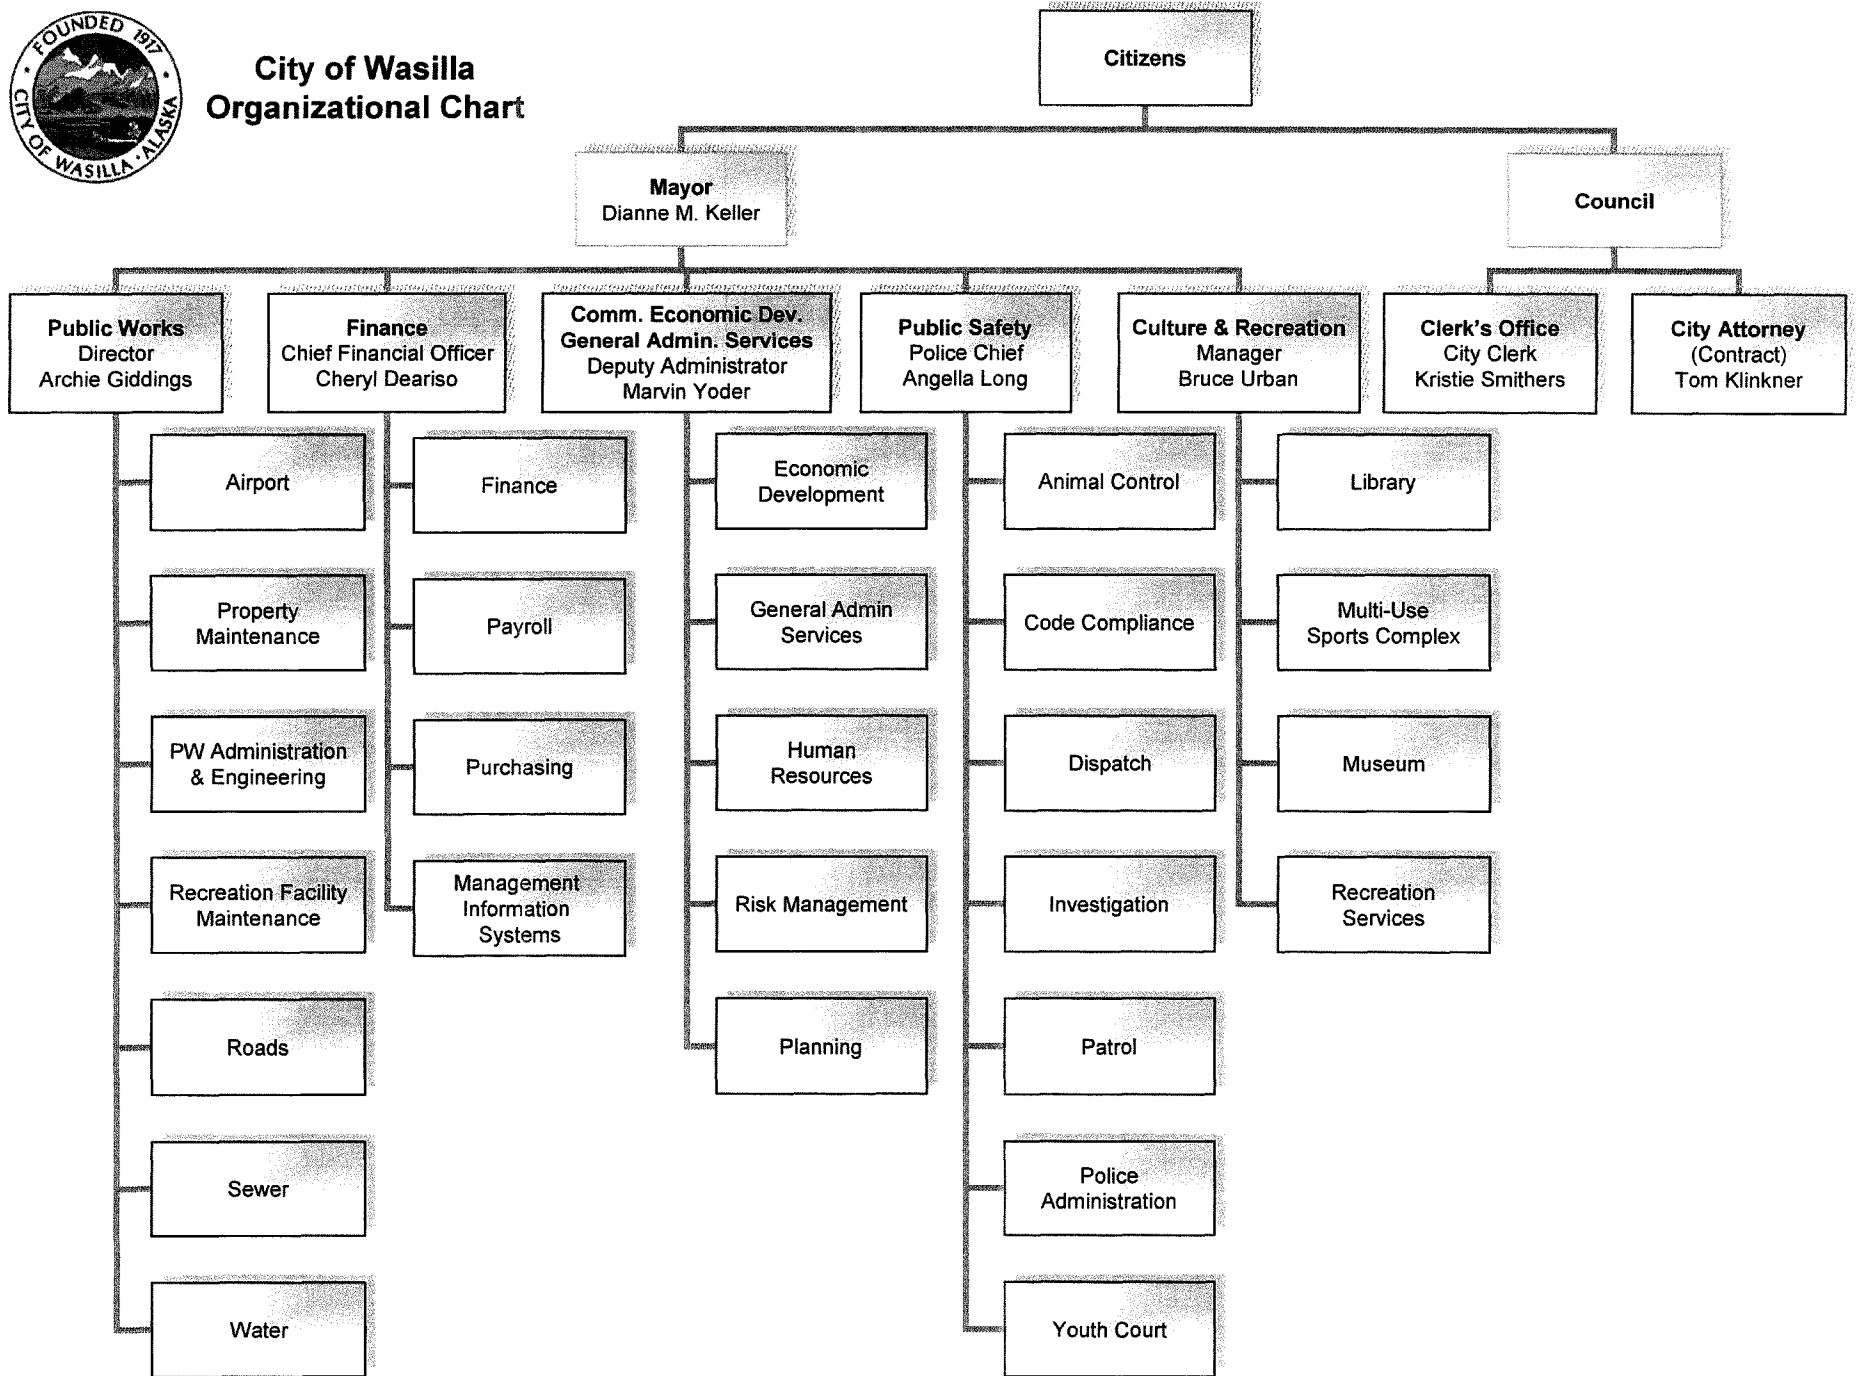 FOUNDED 1917
CITY OF WASILLA · ALASKA
City of Wasilla
Organizational Chart
Citizens
Mayor
Dianne M. Keller
Council
Public Works
Director
Archie Giddings
Finance
Chief Financial Officer
Cheryl Deariso
Comm. Economic Dev.
General Admin. Services
Deputy Administrator
Marvin Yoder
Public Safety
Police Chief
Angella Long
Culture & Recreation
Manager
Bruce Urban
Clerk's Office
City Clerk
Kristie Smithers
City Attorney
(Contract)
Tom Klinkner
Airport
Property
Maintenance
PW Administration
& Engineering
Recreation Facility
Maintenance
Roads
Sewer
Water
Finance
Payroll
Purchasing
Management
Information
Systems
Economic
Development
General Admin
Services
Human
Resources
Risk Management
Planning
Animal Control
Code Compliance
Dispatch
Investigation
Patrol
Police
Administration
Youth Court
Library
Multi-Use
Sports Complex
Museum
Recreation
Services